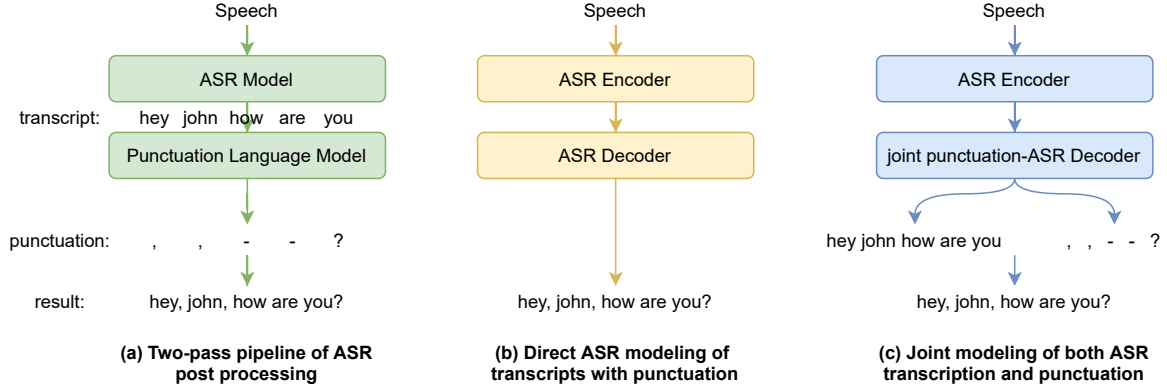 Speech
ASR Model
transcript: hey john how are you
Punctuation Language Model
punctuation: , , - - ?
result: hey, john, how are you?
(a) Two-pass pipeline of ASR
post processing
Speech
ASR Encoder
ASR Decoder
hey, john, how are you?
(b) Direct ASR modeling of
transcripts with punctuation
Speech
ASR Encoder
joint punctuation-ASR Decoder
hey john how are you , , - - ?
hey, john, how are you?
(c) Joint modeling of both ASR
transcription and punctuation